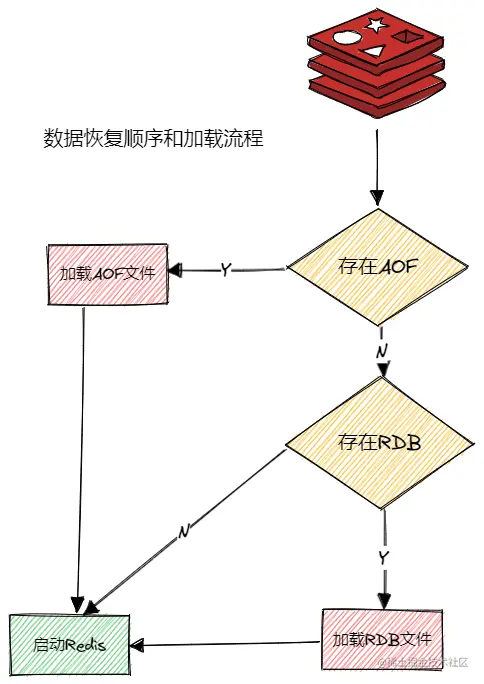 数据恢复顺序和加载流程
存在AOF
Y
加载AOF文件
N
存在RDB
N
Y
启动Redis
加载RDB文件
@稀土掘金技术社区